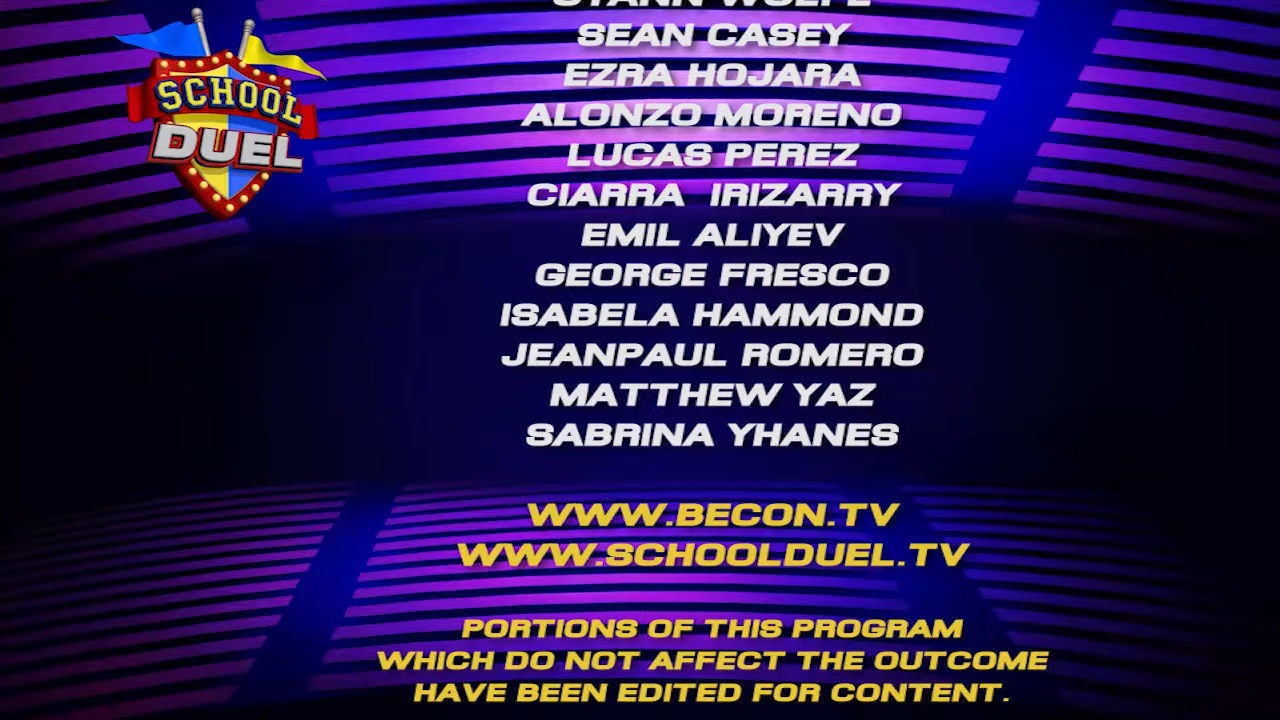 SCHOOL
DUEL
SEAN CASEY
EZRA HOJARA
ALONZO MORENO
LUCAS PEREZ
CIARRA IRIZARRY
EMIL ALIYEV
GEORGE FRESCO
ISABELA HAMMOND
JEANPAUL ROMERO
MATTHEW YAZ
SABRINA YHANES
WWW.BECON.TV
WWW.SCHOOLDUEL.TV
PORTIONS OF THIS PROGRAM
WHICH DO NOT AFFECT THE OUTCOME
HAVE BEEN EDITED FOR CONTENT.